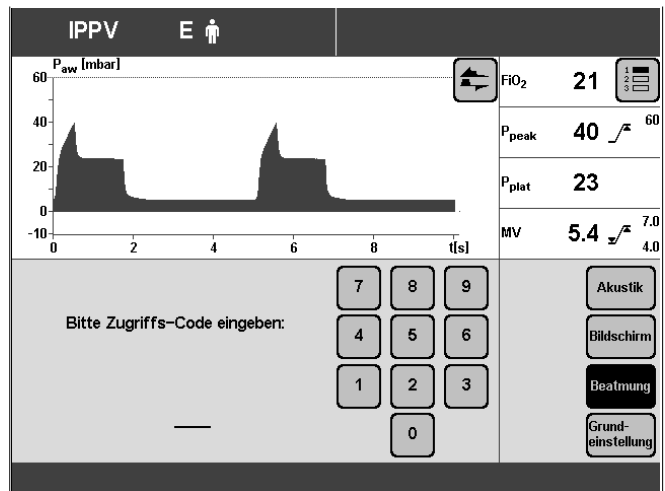 IPPV E
Paw [mbar]
60
40
20
0
-10
0 2 4 6 8 t[s]
FiO2 21
1
2
3
Ppeak 40 60
Pplat 23
MV 5.4 7.0
4.0
Bitte Zugriffs-Code eingeben:
7 8 9
4 5 6
1 2 3
0
Akustik
Bildschirm
Beatmung
Grund-
einstellung